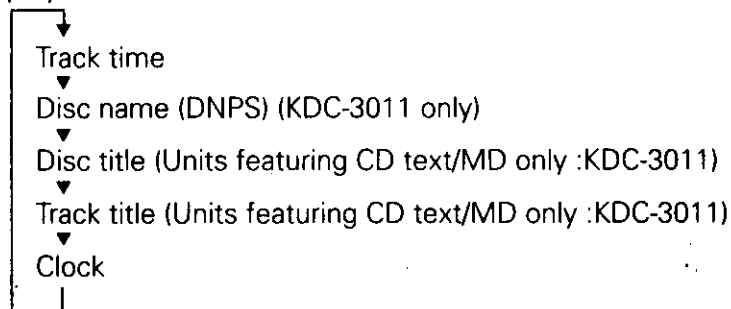 Track time
Disc name (DNPS) (KDC-3011 only)
Disc title (Units featuring CD text/MD only :KDC-3011)
Track title (Units featuring CD text/MD only :KDC-3011)
Clock